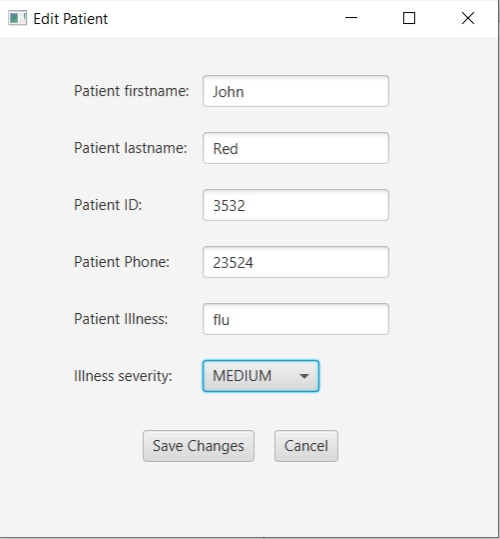 Edit Patient
Patient firstname: John
Patient lastname: Red
Patient ID: 3532
Patient Phone: 23524
Patient Illness: flu
Illness severity: MEDIUM
Save Changes Cancel